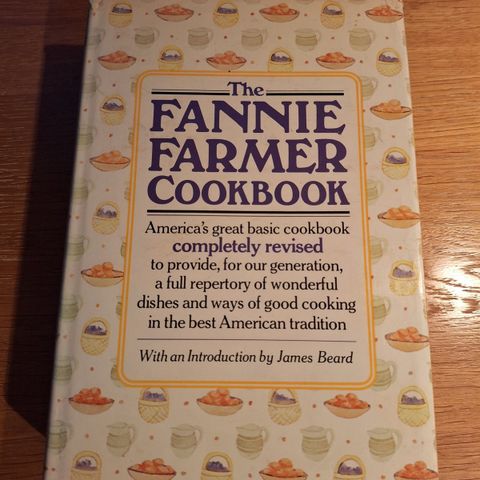 The
FANNIE
FARMER
COOKBOOK
America's great basic cookbook
completely revised
to provide, for our generation,
a full repertory of wonderful
dishes and ways of good cooking
in the best American tradition
With an Introduction by James Beard